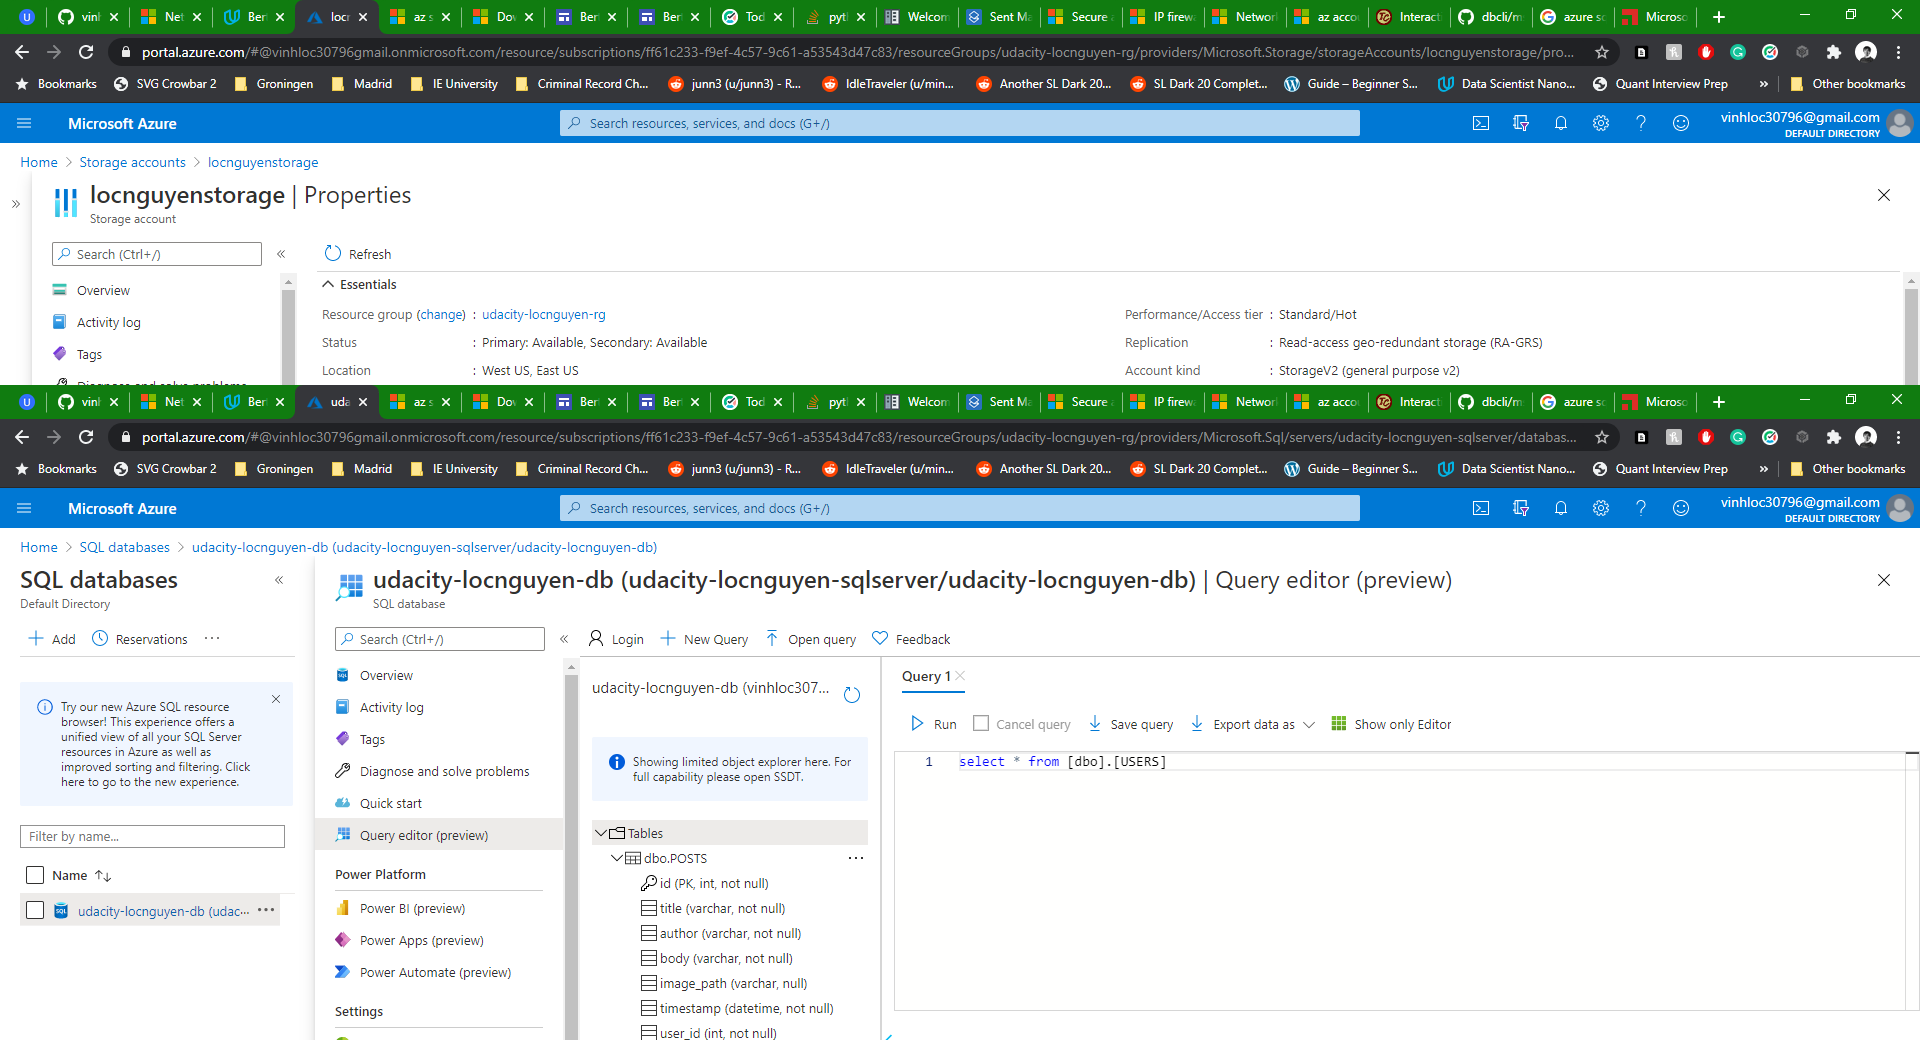 vinh
Net
Ber
locr
az s
Dov
Ber
Ber
Tod
pyth
Welcom
Sent Ma
Secure a
IP firew
Network
az accou
Interact
dbcli/m
azure sq
Microso
portal.azure.com/#@vinhloc30796gmail.onmicrosoft.com/resource/subscriptions/ff61c233-f9ef-4c57-9c61-a53543d47c83/resourceGroups/udacity-locnguyen-rg/providers/Microsoft.Storage/storageAccounts/locnguyenstorage/pro...
Bookmarks
SVG Crowbar 2
Groningen
Madrid
IE University
Criminal Record Ch...
junn3 (u/junn3) - R...
IdleTraveler (u/min...
Another SL Dark 20...
SL Dark 20 Complet...
Guide – Beginner S...
Data Scientist Nano...
Quant Interview Prep
»
Other bookmarks
Microsoft Azure
Search resources, services, and docs (G+/)
vinhloc30796@gmail.com
DEFAULT DIRECTORY
Home > Storage accounts > locnguyenstorage
locnguyenstorage | Properties
Storage account
Search (Ctrl+/)
Refresh
Overview
Activity log
Tags
Diagnose and solve problems
Essentials
Resource group (change) : udacity-locnguyen-rg
Status : Primary: Available, Secondary: Available
Location : West US, East US
Performance/Access tier : Standard/Hot
Replication : Read-access geo-redundant storage (RA-GRS)
Account kind : StorageV2 (general purpose v2)
vinh
Net
Ber
uda
az s
Dov
Ber
Ber
Tod
pyth
Welcom
Sent Ma
Secure a
IP firew
Network
az accou
Interact
dbcli/m
azure sq
Microso
portal.azure.com/#@vinhloc30796gmail.onmicrosoft.com/resource/subscriptions/ff61c233-f9ef-4c57-9c61-a53543d47c83/resourceGroups/udacity-locnguyen-rg/providers/Microsoft.Sql/servers/udacity-locnguyen-sqlserver/databas...
Bookmarks
SVG Crowbar 2
Groningen
Madrid
IE University
Criminal Record Ch...
junn3 (u/junn3) - R...
IdleTraveler (u/min...
Another SL Dark 20...
SL Dark 20 Complet...
Guide – Beginner S...
Data Scientist Nano...
Quant Interview Prep
»
Other bookmarks
Microsoft Azure
Search resources, services, and docs (G+/)
vinhloc30796@gmail.com
DEFAULT DIRECTORY
Home > SQL databases > udacity-locnguyen-db (udacity-locnguyen-sqlserver/udacity-locnguyen-db)
SQL databases
Default Directory
Add
Reservations
...
Try our new Azure SQL resource
browser! This experience offers a
unified view of all your SQL Server
resources in Azure as well as
improved sorting and filtering. Click
here to go to the new experience.
Filter by name...
Name
udacity-locnguyen-db (udac...
udacity-locnguyen-db (udacity-locnguyen-sqlserver/udacity-locnguyen-db) | Query editor (preview)
SQL database
Search (Ctrl+/)
Overview
Activity log
Tags
Diagnose and solve problems
Quick start
Query editor (preview)
Power Platform
Power BI (preview)
Power Apps (preview)
Power Automate (preview)
Settings
Login
New Query
Open query
Feedback
udacity-locnguyen-db (vinhloc307...
Showing limited object explorer here. For
full capability please open SSDT.
Tables
dbo.POSTS
id (PK, int, not null)
title (varchar, not null)
author (varchar, not null)
body (varchar, not null)
image_path (varchar, null)
timestamp (datetime, not null)
user_id (int, not null)
Query 1
Run
Cancel query
Save query
Export data as
Show only Editor
1 select * from [dbo].[USERS]